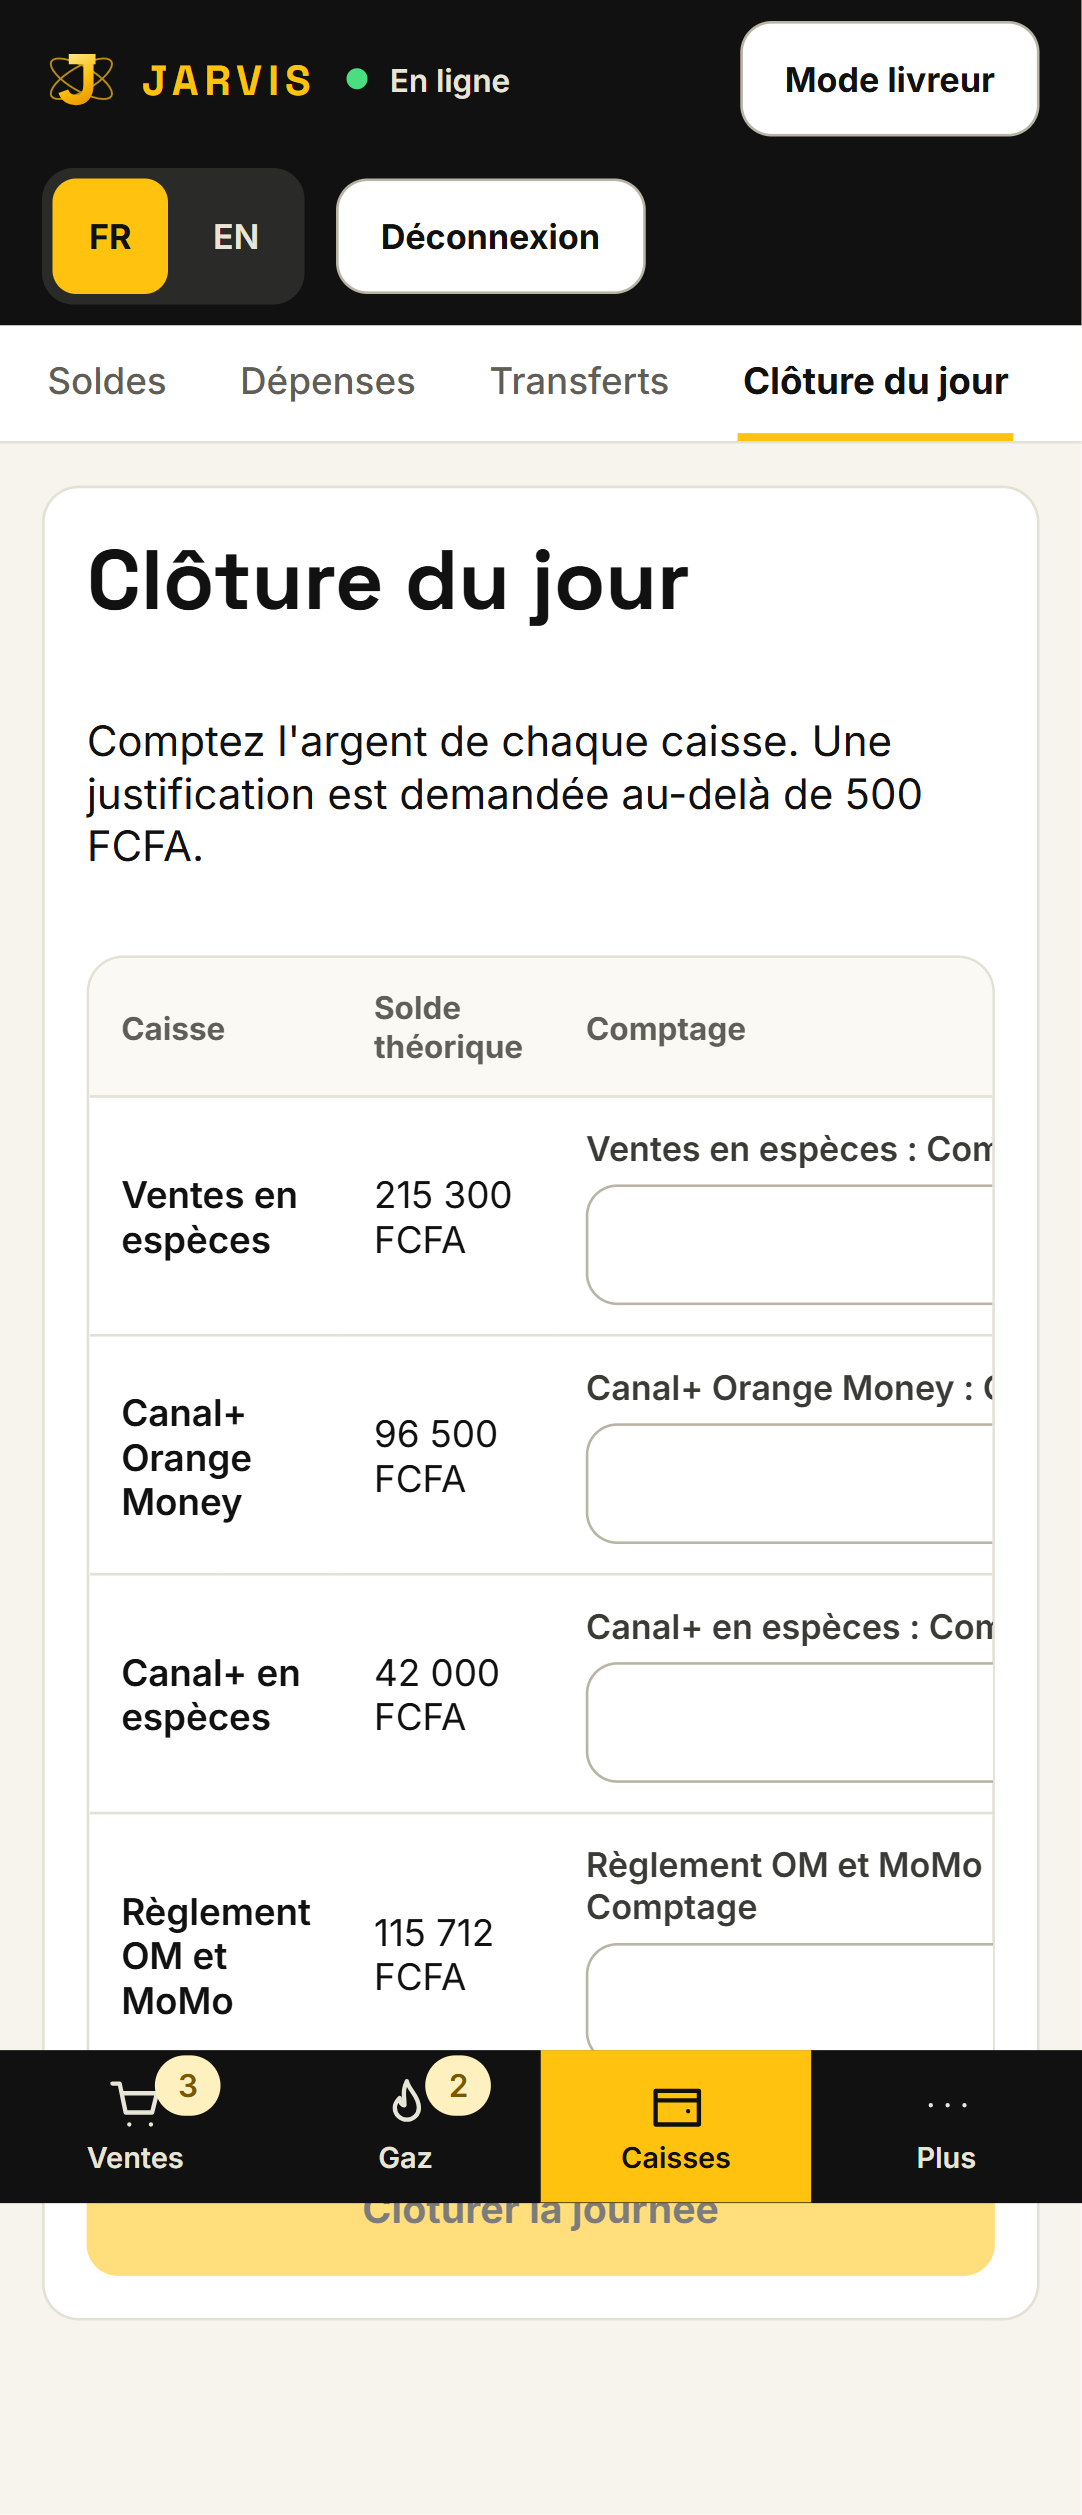 JARVIS
En ligne
Mode livreur
FR
EN
Déconnexion
Soldes
Dépenses
Transferts
Clôture du jour
Clôture du jour
Comptez l'argent de chaque caisse. Une
justification est demandée au-delà de 500
FCFA.
Caisse
Solde
théorique
Comptage
Ventes en
espèces
215 300
FCFA
Ventes en espèces : Com
Canal+
Orange
Money
96 500
FCFA
Canal+ Orange Money :
Canal+ en
espèces
42 000
FCFA
Canal+ en espèces : Com
Règlement
OM et
MoMo
115 712
FCFA
Règlement OM et MoMo
Comptage
3
Ventes
2
Gaz
Caisses
Plus
Clôturer la journée